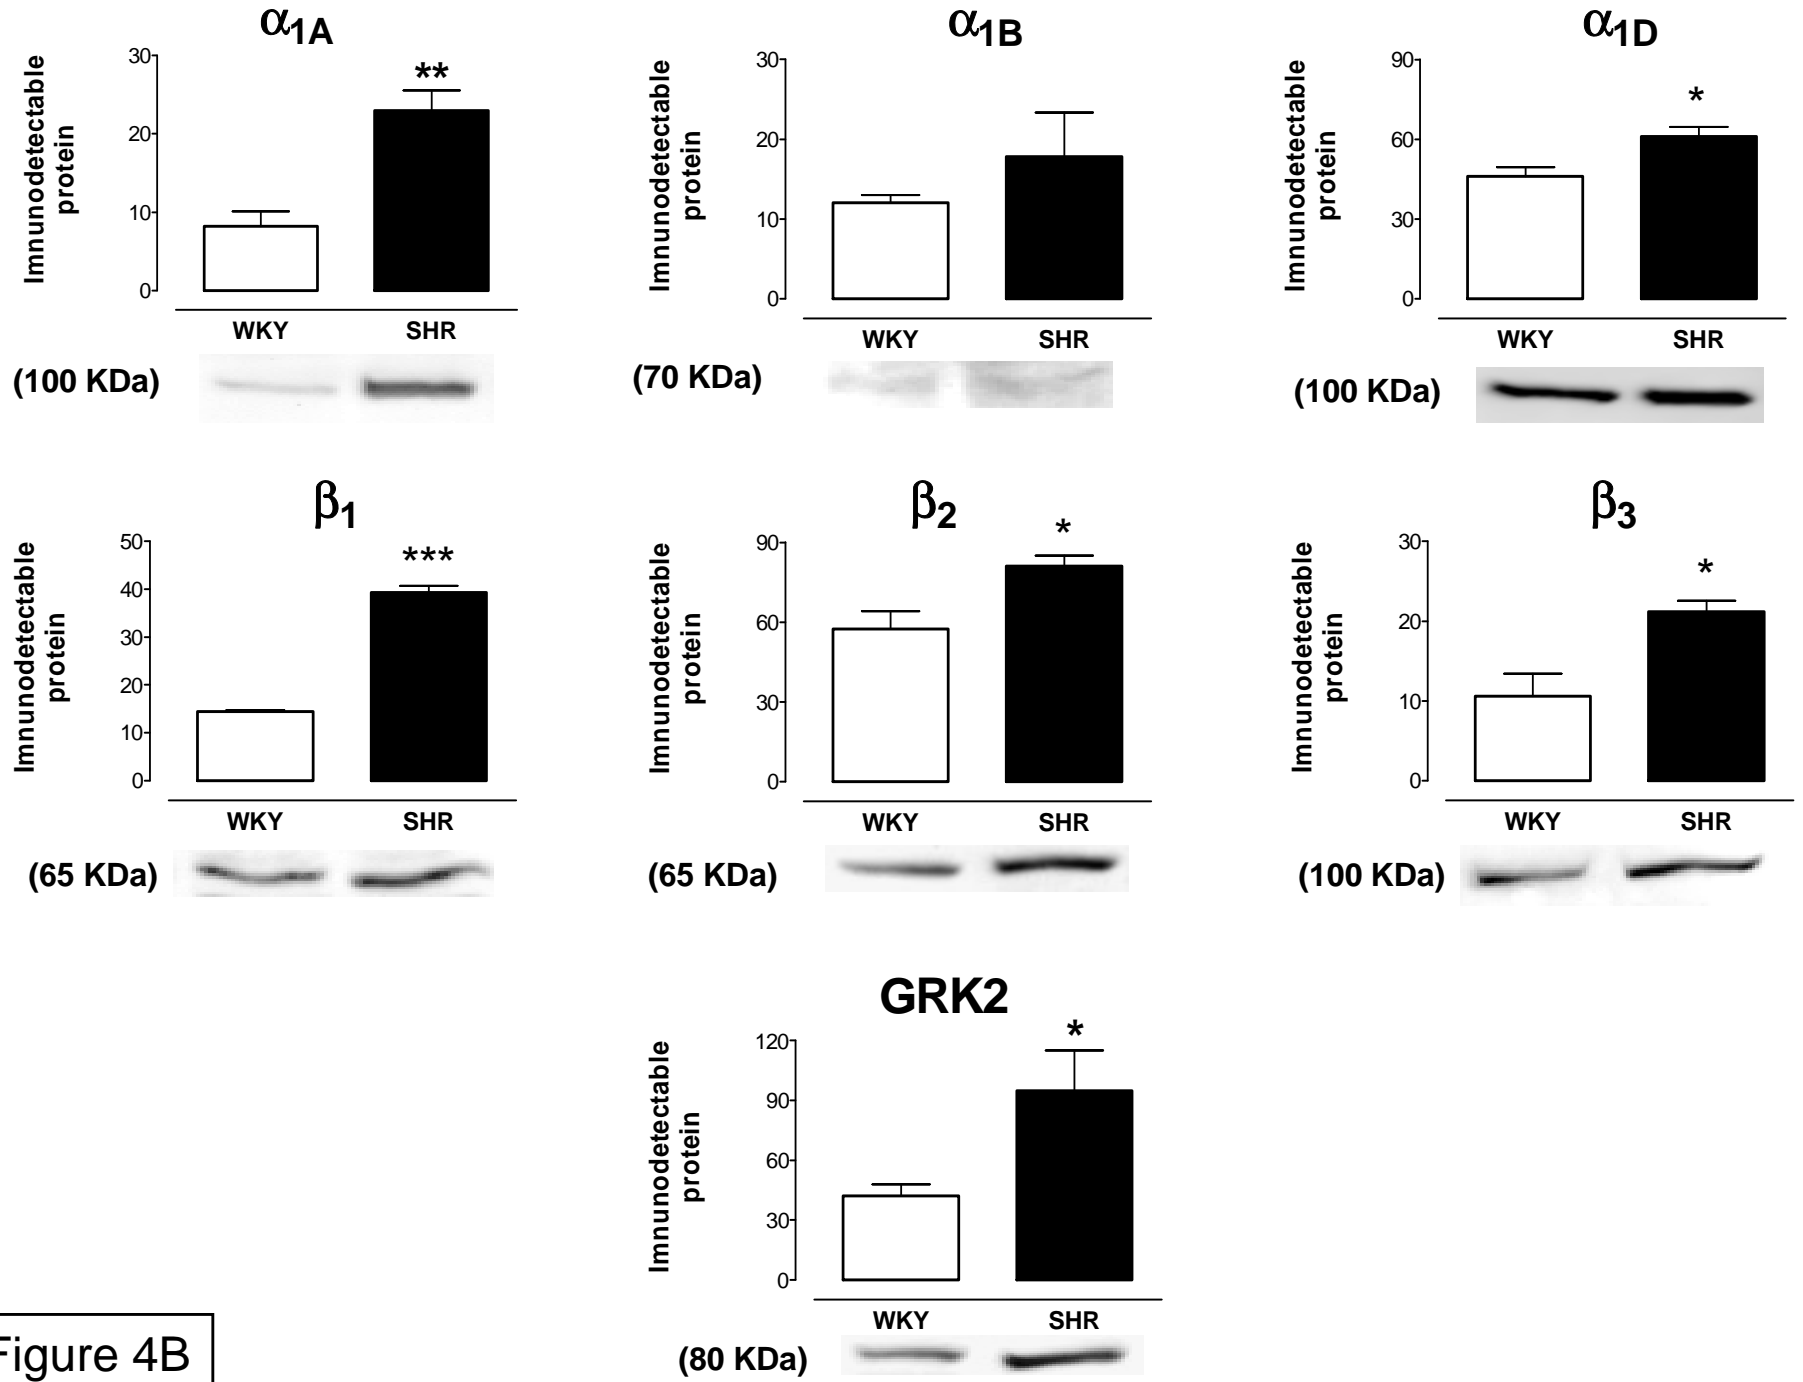 α1A
Imnunodetectable
protein
30
20
10
0
**
WKY SHR
(100 KDa)
α1B
Imnunodetectable
protein
30
20
10
0
WKY SHR
(70 KDa)
α1D
Imnunodetectable
protein
90
60
30
0
*
WKY SHR
(100 KDa)
β1
Imnunodetectable
protein
50
40
30
20
10
0
***
WKY SHR
(65 KDa)
β2
Imnunodetectable
protein
90
60
30
0
*
WKY SHR
(65 KDa)
β3
Imnunodetectable
protein
30
20
10
0
*
WKY SHR
(100 KDa)
GRK2
Imnunodetectable
protein
120
90
60
30
0
*
WKY SHR
(80 KDa)
Figure 4B